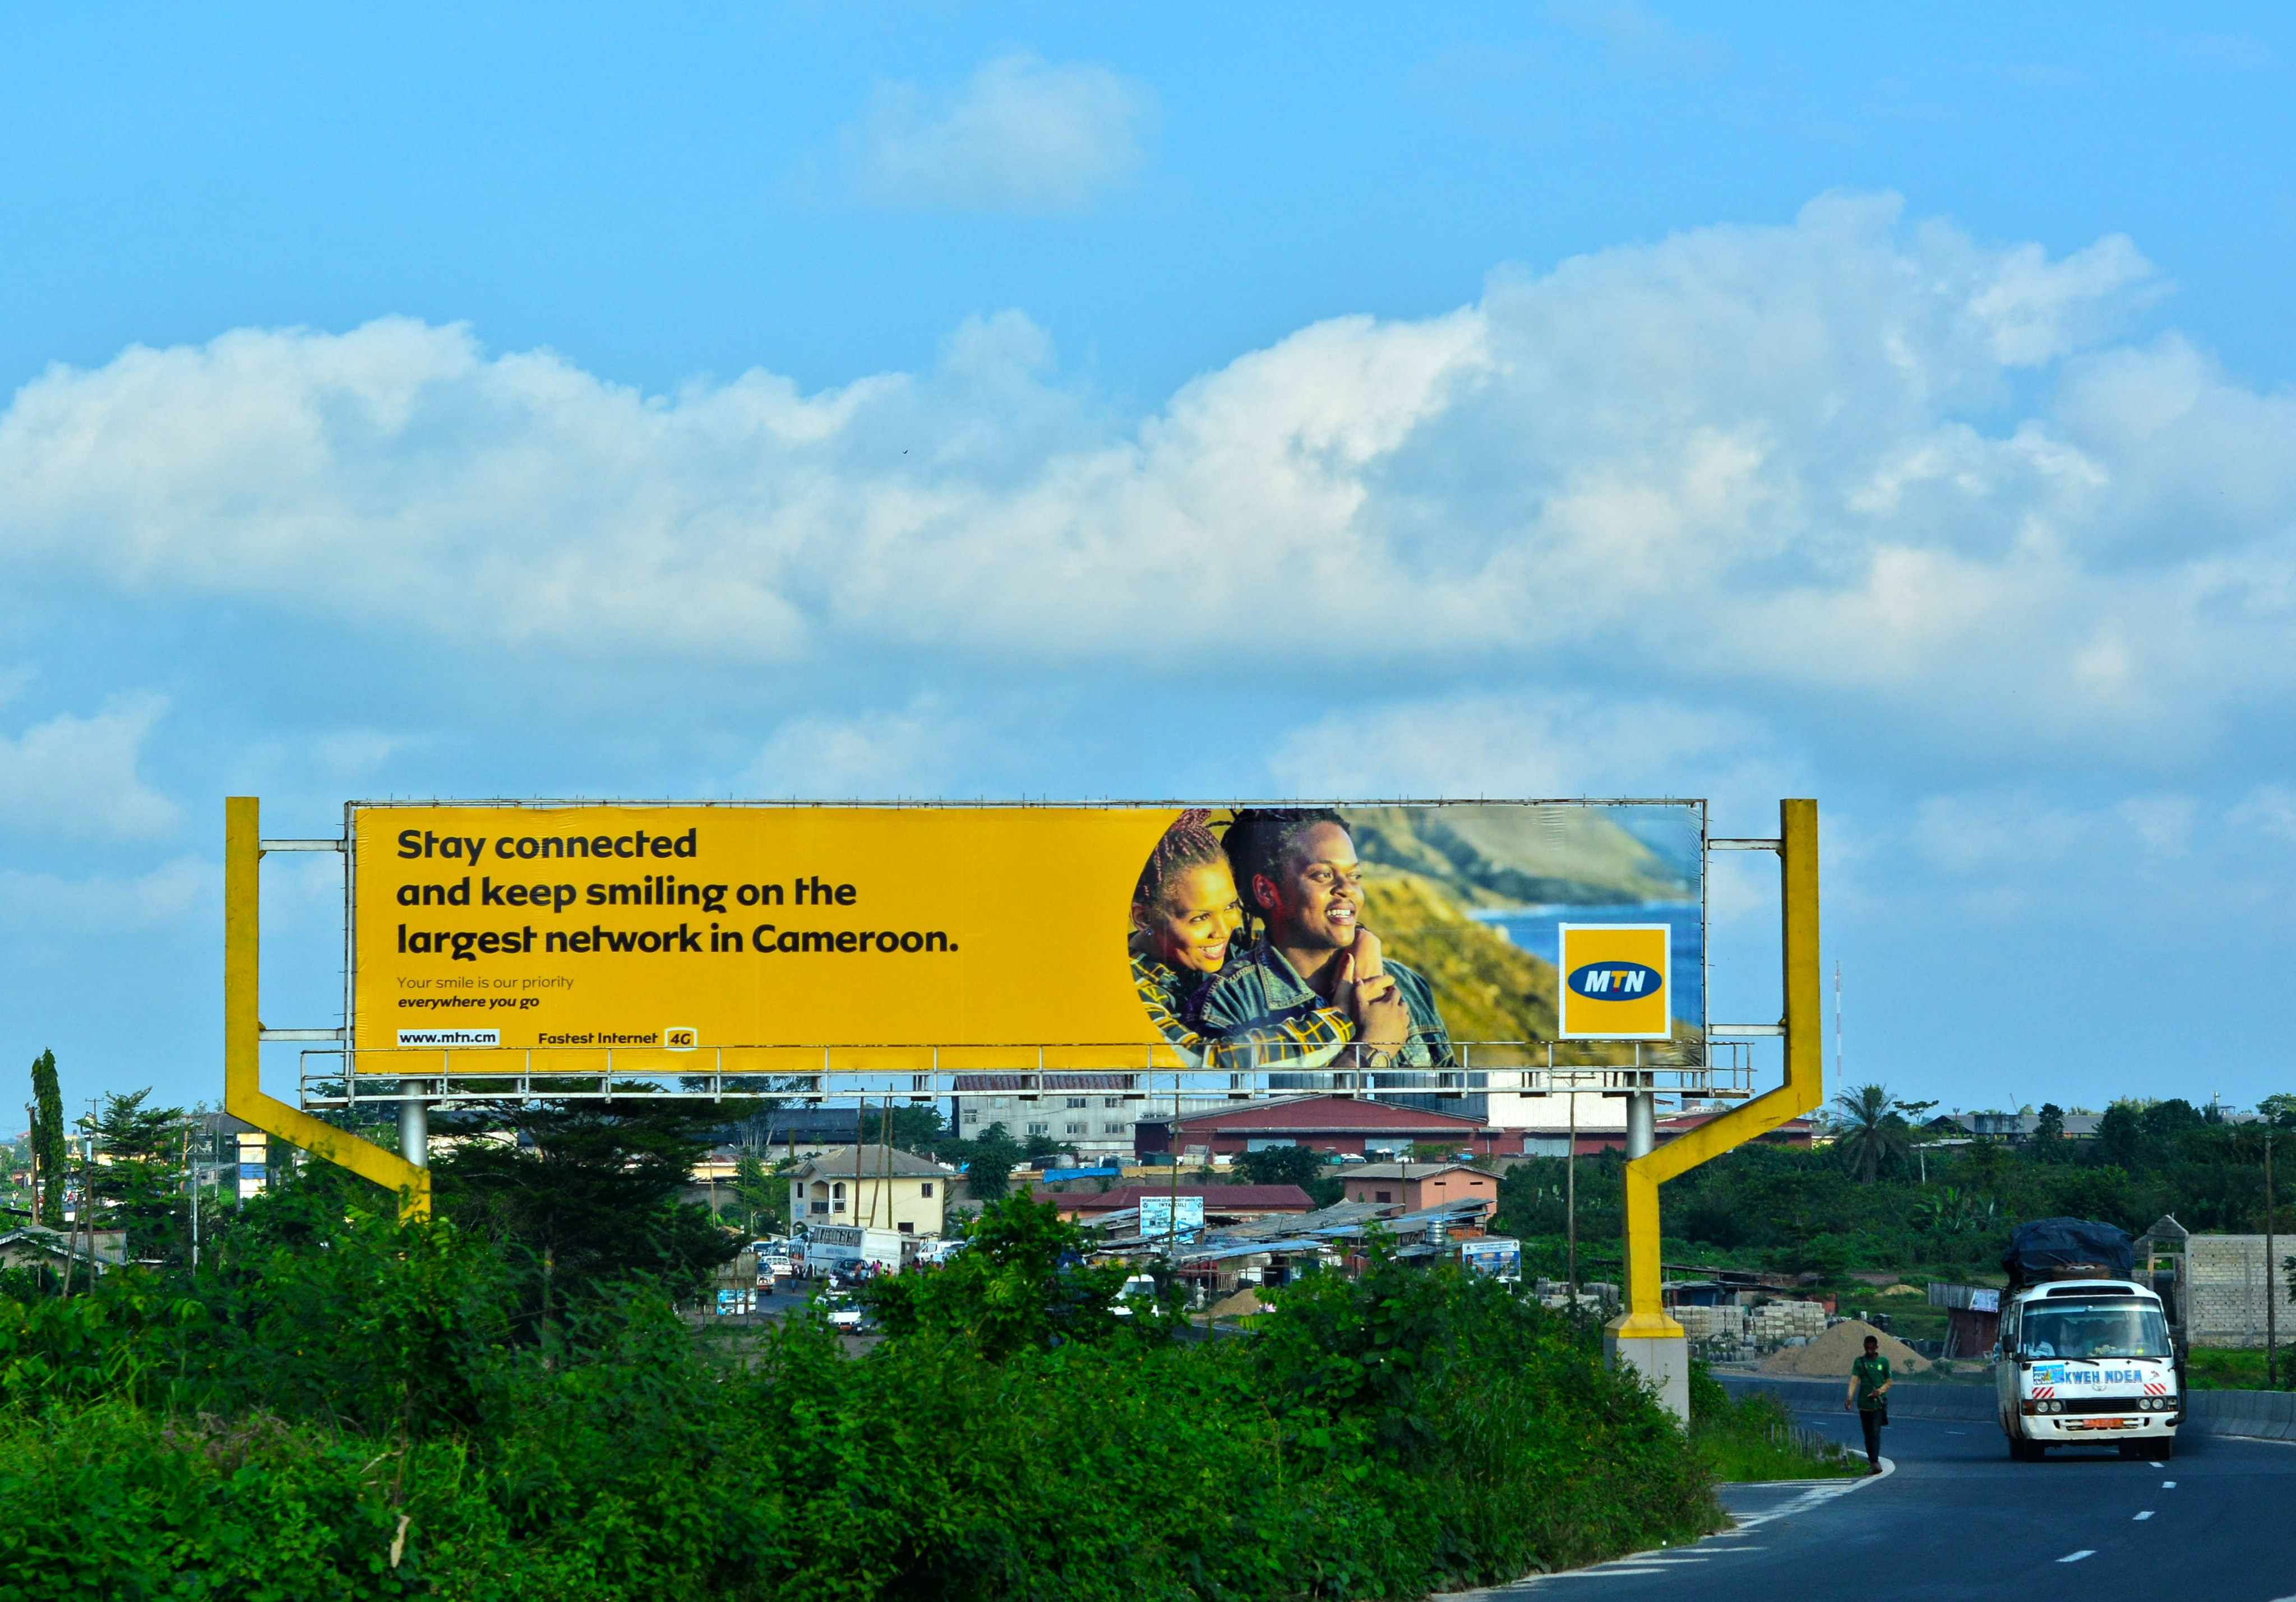 Stay connected
and keep smiling on the
largest network in Cameroon.
Your smile is our priority
everywhere you go
www.mtn.cm
Fastest Internet 4G
MTN
KWEH NDEM